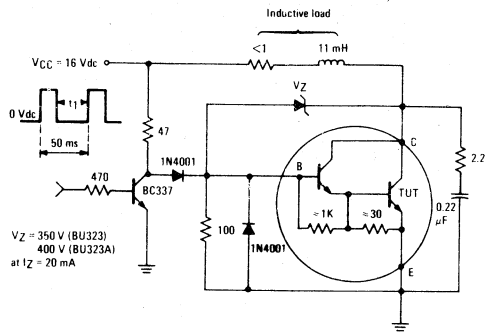 Inductive load
<1
11 mH
VCC = 16 Vdc
VZ
0 Vdc
t1
50 ms
47
C
2.2
1N4001
B
470
BC337
TUT
≈1K
≈30
0.22
µF
VZ = 350 V (BU323)
400 V (BU323A)
at IZ = 20 mA
100
1N4001
E